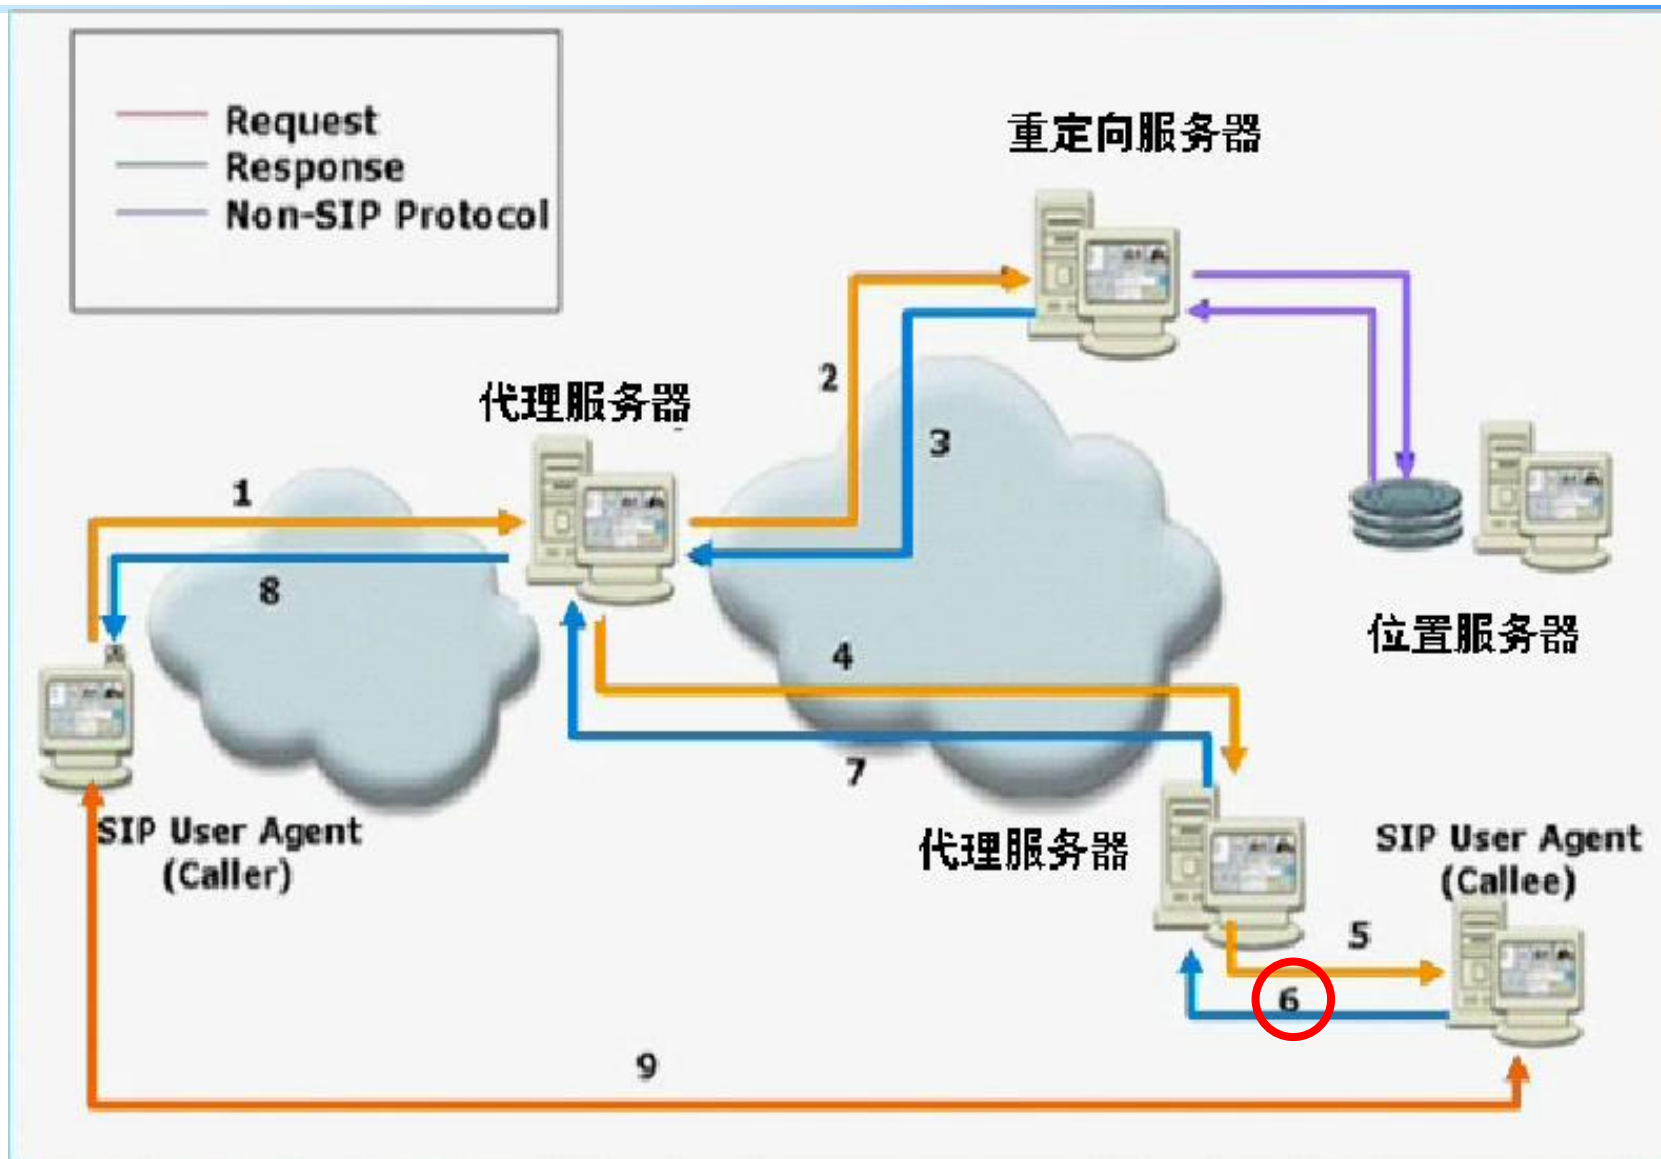 Request
Response
Non-SIP Protocol
重定向服务器
2
代理服务器
3
1
8
位置服务器
4
7
SIP User Agent
(Caller)
代理服务器
SIP User Agent
(Callee)
5
6
9